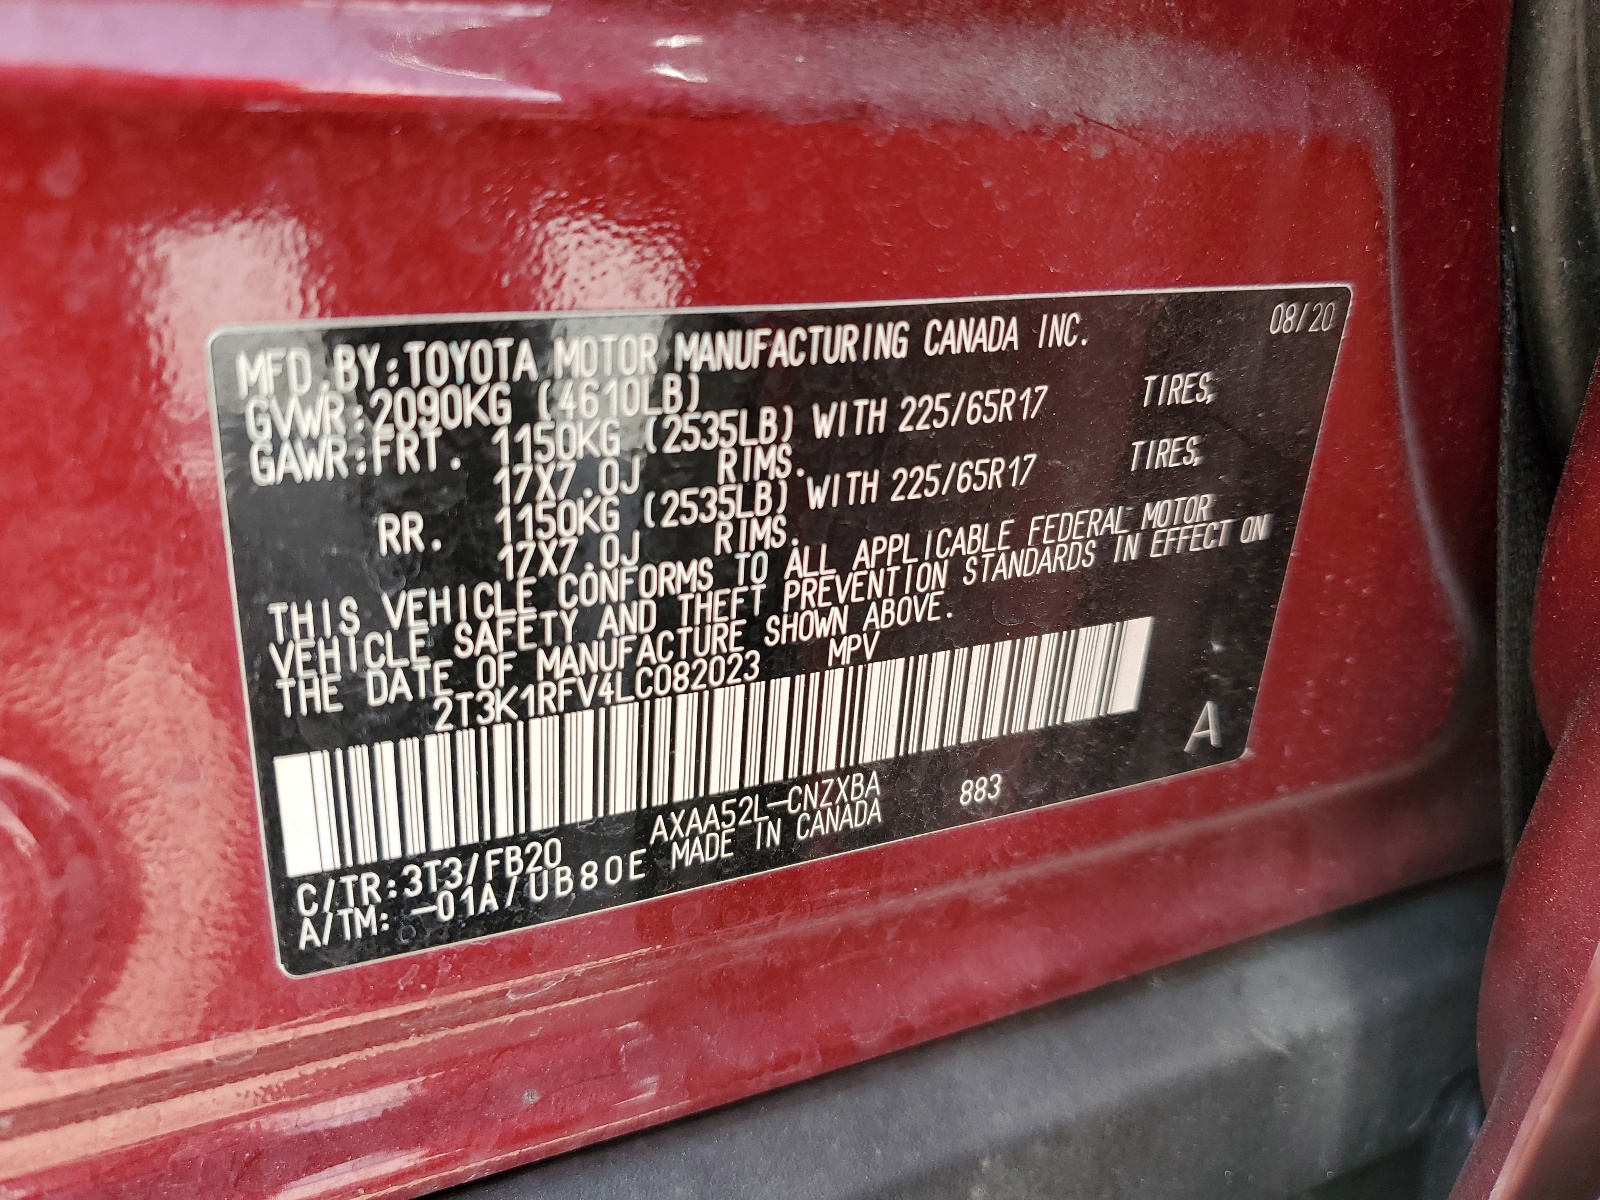 08/20
MFD.BY:TOYOTA MOTOR MANUFACTURING CANADA INC.
GVWR:2090KG (4610LB)
GAWR:FRT. 1150KG (2535LB) WITH 225/65R17 TIRES,
17X7.0J RIMS.
RR. 1150KG (2535LB) WITH 225/65R17 TIRES,
17X7.0J RIMS.
THIS VEHICLE CONFORMS TO ALL APPLICABLE FEDERAL MOTOR
VEHICLE SAFETY AND THEFT PREVENTION STANDARDS IN EFFECT ON
THE DATE OF MANUFACTURE SHOWN ABOVE.
2T3K1RFV4LC082023 MPV
A
C/TR:3T3/FB20 AXAA52L-CNZXBA 883
A/TM: -01A/UB80E MADE IN CANADA